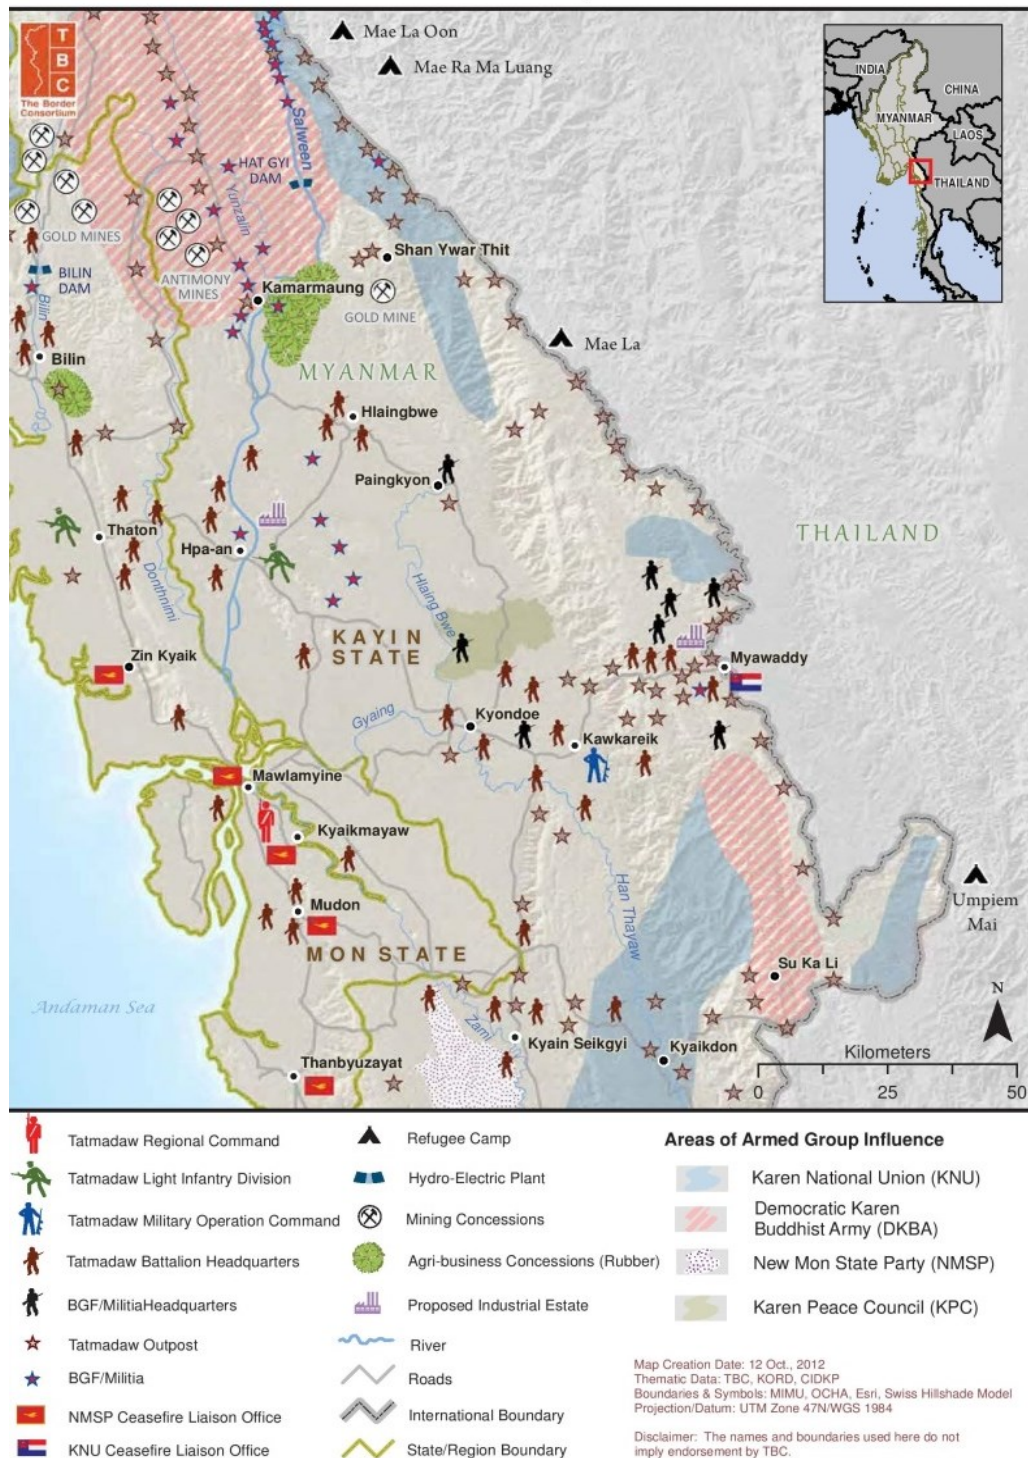 T
B
C
The Border
Consortium
Mae La Oon
Mae Ra Ma Luang
INDIA
CHINA
MYANMAR
LAOS
THAILAND
Salween
HAT GYI
DAM
Yunzalin
GOLD MINES
BILIN
DAM
Bilin
ANTIMONY
MINES
Shan Ywar Thit
Kamarmaung
GOLD MINE
Mae La
Bilin
MYANMAR
Hlaingbwe
Paingkyon
THAILAND
Thaton
Hpa-an
Donthnimi
Hlaing Bwe
KAYIN
STATE
Zin Kyaik
Myawaddy
Gyaing
Kyondoe
Kawkareik
Mawlamyine
Kyaikmayaw
Han Thayaw
Umpiem
Mai
Mudon
MON STATE
Su Ka Li
N
Andaman Sea
Zami
Kyain Seikgyi
Kyaikdon
Kilometers
Thanbyuzayat
0 25 50
Tatmadaw Regional Command
Tatmadaw Light Infantry Division
Tatmadaw Military Operation Command
Tatmadaw Battalion Headquarters
BGF/MilitiaHeadquarters
Tatmadaw Outpost
BGF/Militia
NMSP Ceasefire Liaison Office
KNU Ceasefire Liaison Office
Refugee Camp
Hydro-Electric Plant
Mining Concessions
Agri-business Concessions (Rubber)
Proposed Industrial Estate
River
Roads
International Boundary
State/Region Boundary
Areas of Armed Group Influence
Karen National Union (KNU)
Democratic Karen
Buddhist Army (DKBA)
New Mon State Party (NMSP)
Karen Peace Council (KPC)
Map Creation Date: 12 Oct., 2012
Thematic Data: TBC, KORD, CIDKP
Boundaries & Symbols: MIMU, OCHA, Esri, Swiss Hillshade Model
Projection/Datum: UTM Zone 47N/WGS 1984
Disclaimer: The names and boundaries used here do not
imply endorsement by TBC.